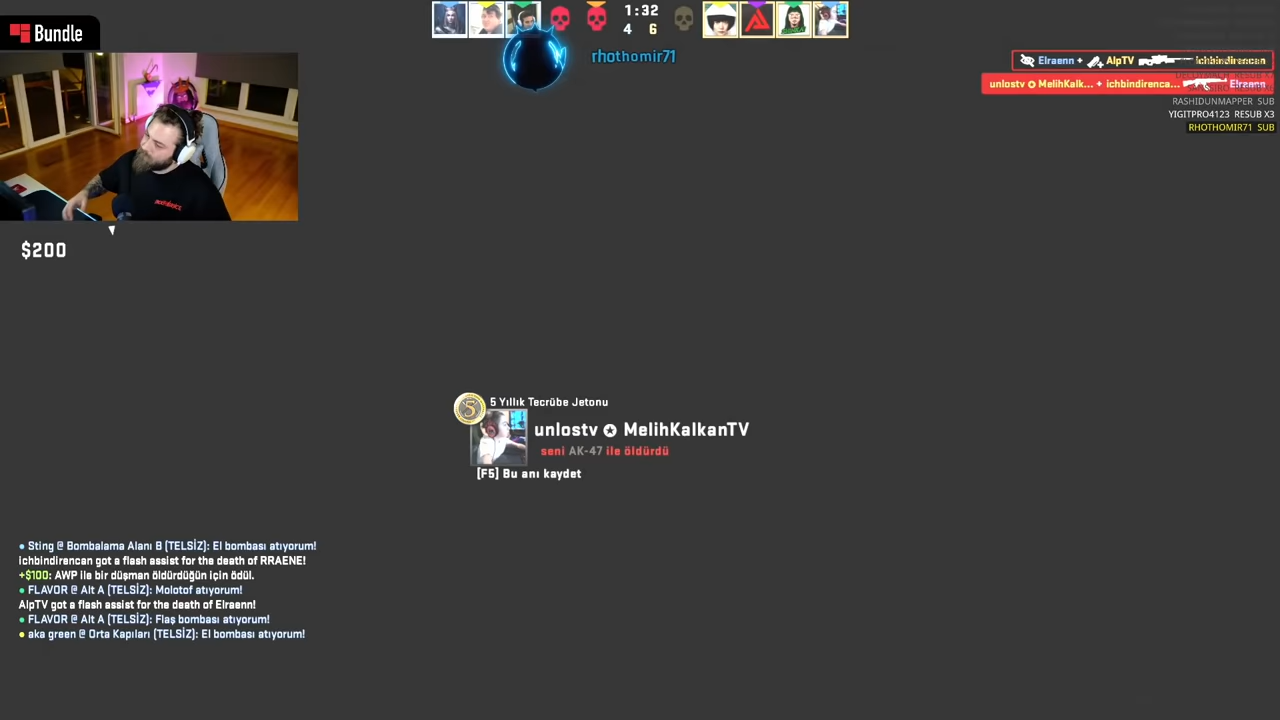 Bundle
1:32
4 6
rhothomir71
Elraenn + AlpTV ichbindirencan
unlostv ✪ MelihKalk... + ichbindirenca... Elraenn
RASHIDUNMAPPER SUB
YIGITPRO4123 RESUB X3
RHOTHOMIR71 SUB
$200
5 Yıllık Tecrübe Jetonu
unlostv ✪ MelihKalkanTV
seni AK-47 ile öldürdü
[F5] Bu anı kaydet
● Sting @ Bombalama Alanı B (TELSİZ): El bombası atıyorum!
ichbindirencan got a flash assist for the death of RRAENE!
+$100: AWP ile bir düşman öldürdüğün için ödül.
● FLAVOR @ Alt A (TELSİZ): Molotof atıyorum!
AlpTV got a flash assist for the death of Elraenn!
● FLAVOR @ Alt A (TELSİZ): Flaş bombası atıyorum!
● aka green @ Orta Kapıları (TELSİZ): El bombası atıyorum!